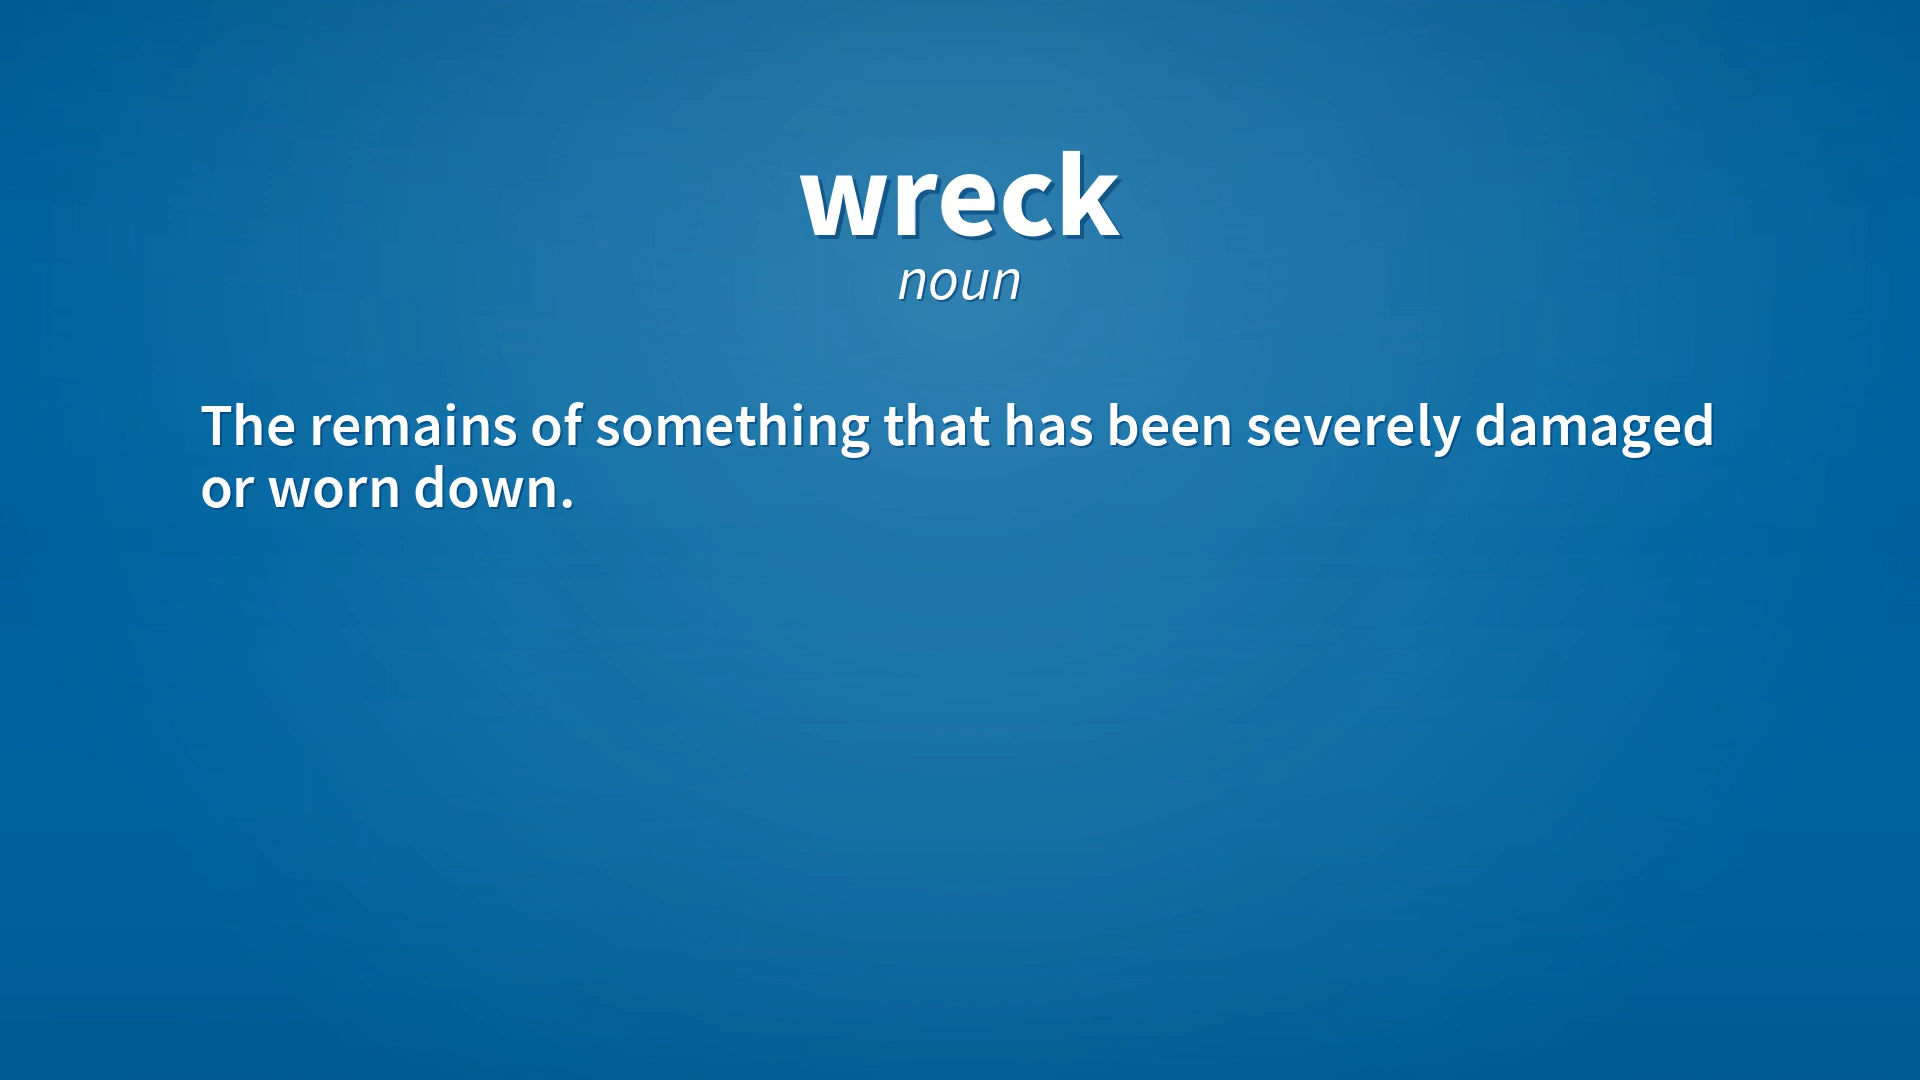 wreck
noun
The remains of something that has been severely damaged
or worn down.